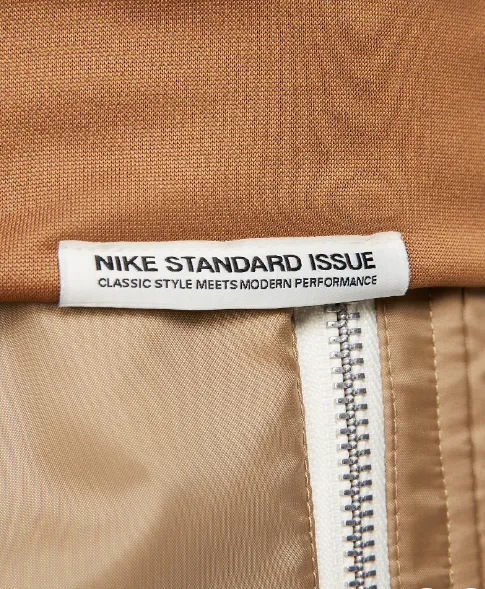 NIKE STANDARD ISSUE
CLASSIC STYLE MEETS MODERN PERFORMANCE